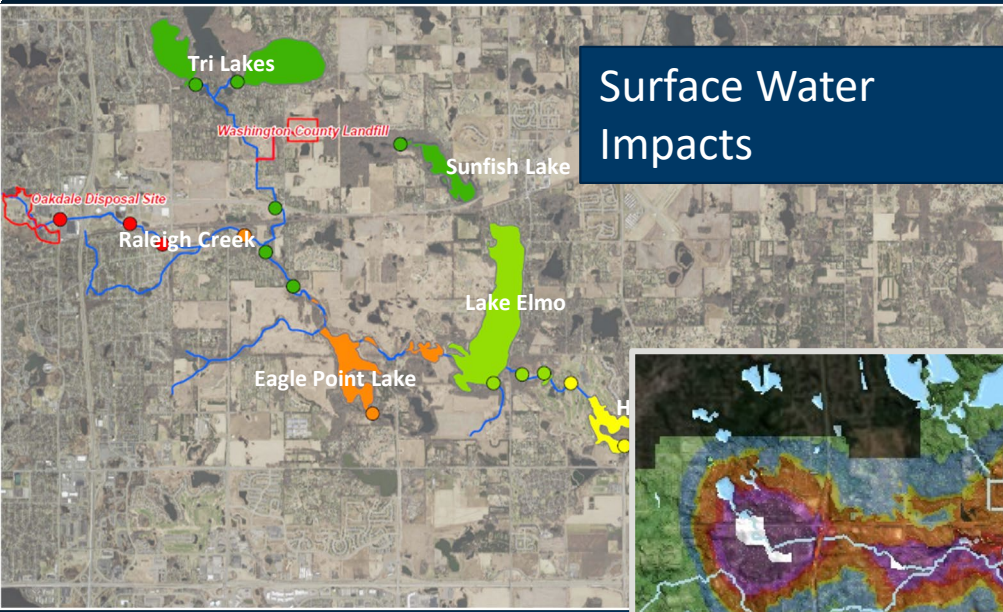 Surface Water
Impacts
Tri Lakes
Washington County Landfill
Sunfish Lake
Oakdale Disposal Site
Raleigh Creek
Lake Elmo
Eagle Point Lake
H